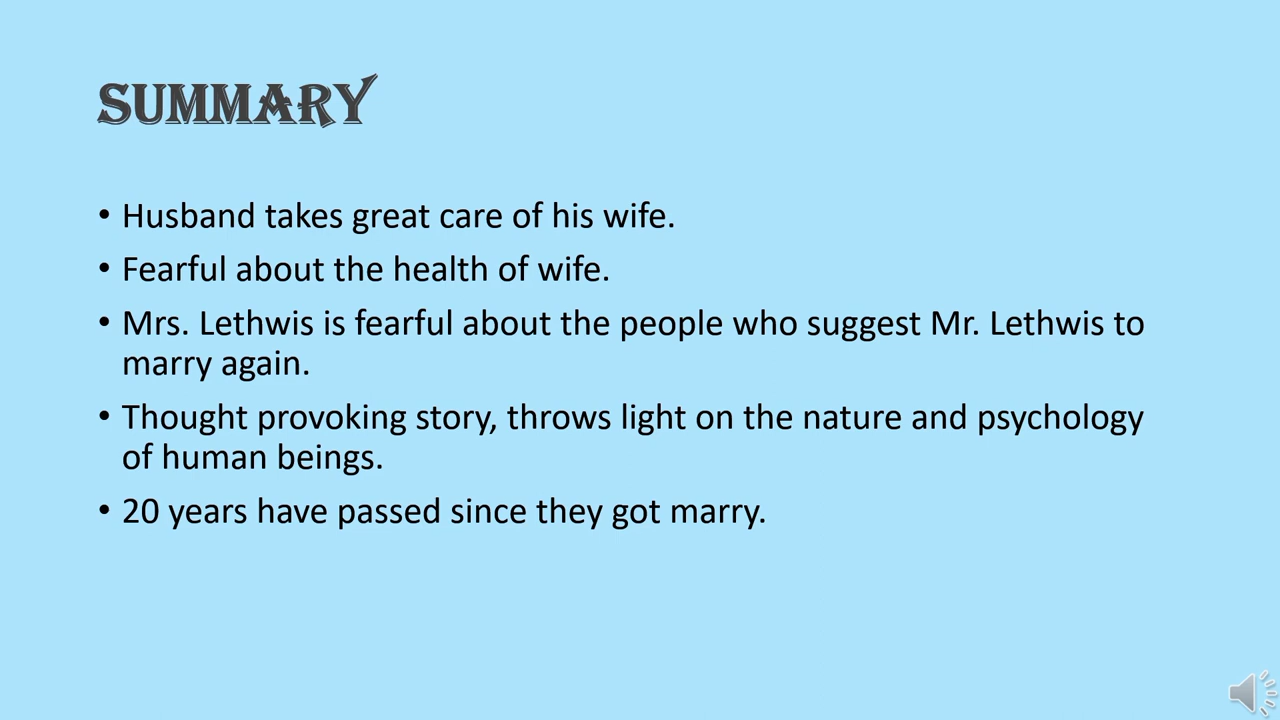 SUMMARY
• Husband takes great care of his wife.
• Fearful about the health of wife.
• Mrs. Lethwis is fearful about the people who suggest Mr. Lethwis to
marry again.
• Thought provoking story, throws light on the nature and psychology
of human beings.
• 20 years have passed since they got marry.